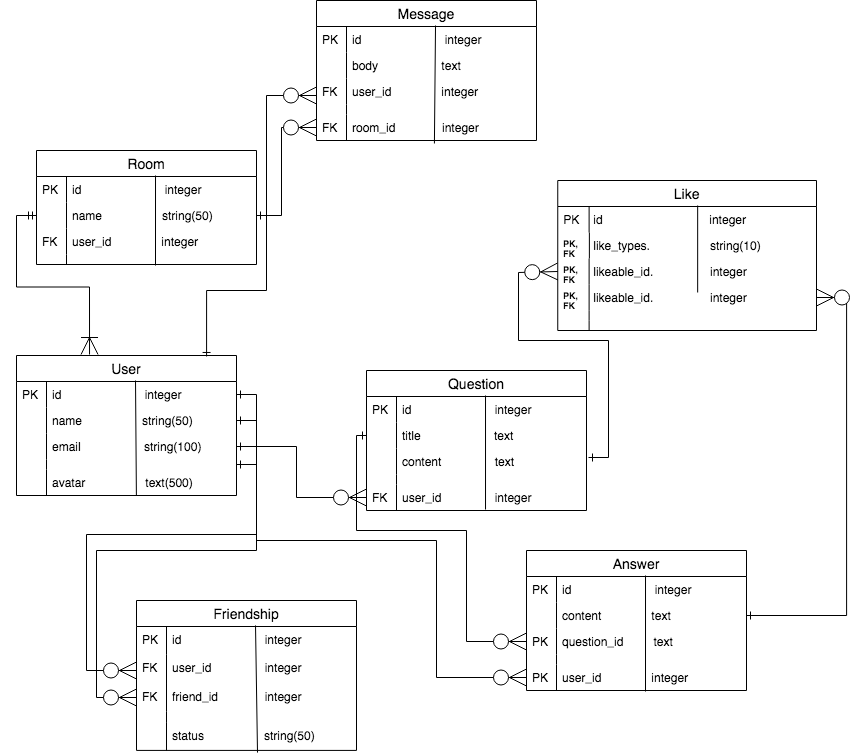 Message
PK id integer
body text
FK user_id integer
FK room_id integer
Room
PK id integer
name string(50)
FK user_id integer
Like
PK id integer
PK, FK like_types. string(10)
PK, FK likeable_id. integer
PK, FK likeable_id. integer
User
PK id integer
name string(50)
email string(100)
avatar text(500)
Question
PK id integer
title text
content text
FK user_id integer
Answer
PK id integer
content text
PK question_id text
PK user_id integer
Friendship
PK id integer
FK user_id integer
FK friend_id integer
status string(50)